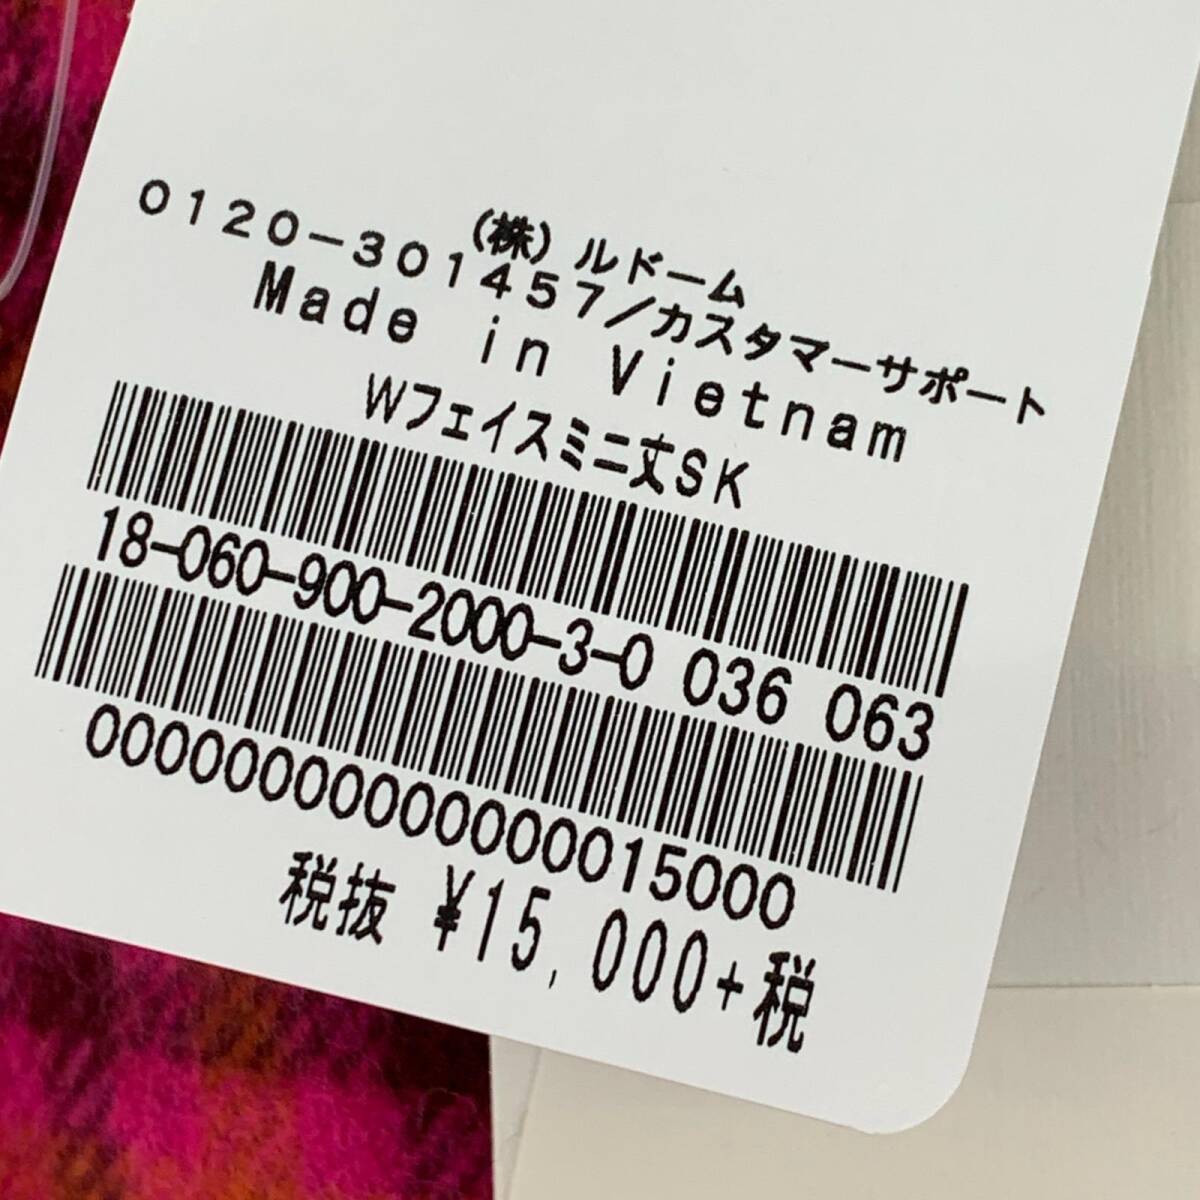 (株)ルドーム
0120-301457/カスタマーサポート
Made in Vietnam
Wフェイスミニ丈SK
18-060-900-2000-3-0 036 063
00000000000000015000
税抜 ¥15,000+税